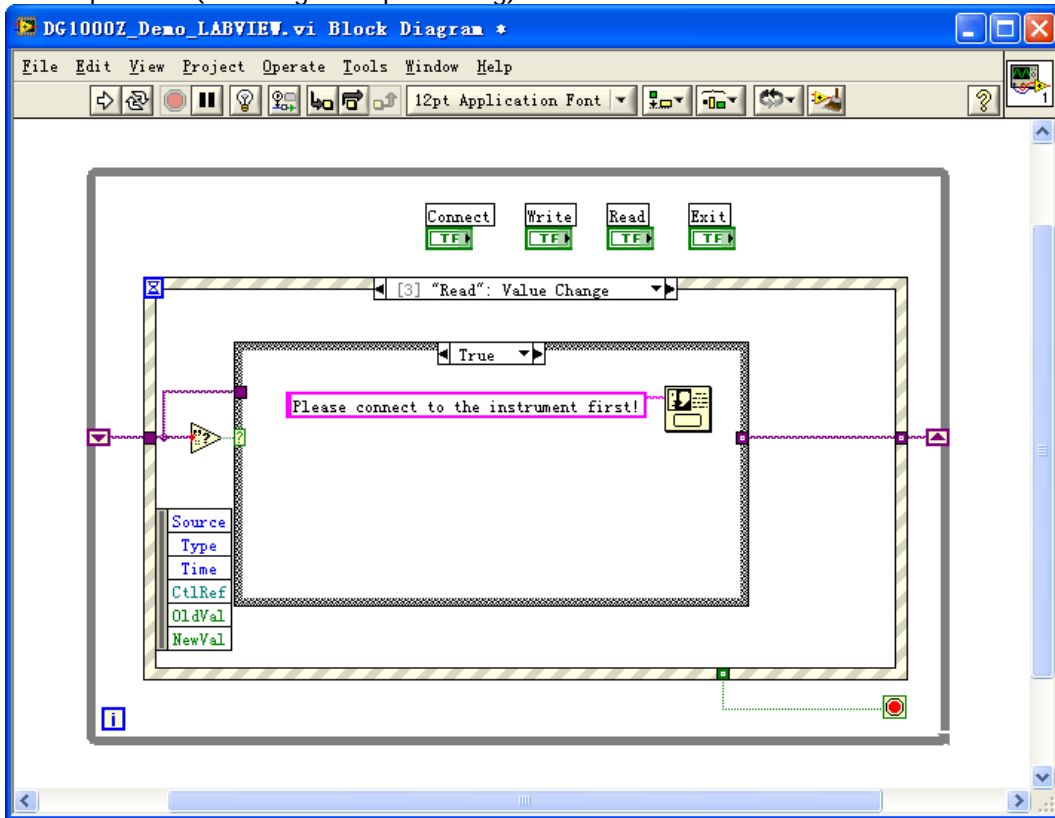 DG1000Z_Demo_LABVIEW.vi Block Diagram *
File Edit View Project Operate Tools Window Help
12pt Application Font
1
Connect Write Read Exit
TF TF TF TF
[3] "Read": Value Change
True
Please connect to the instrument first!
?
Source
Type
Time
CtlRef
OldVal
NewVal
i